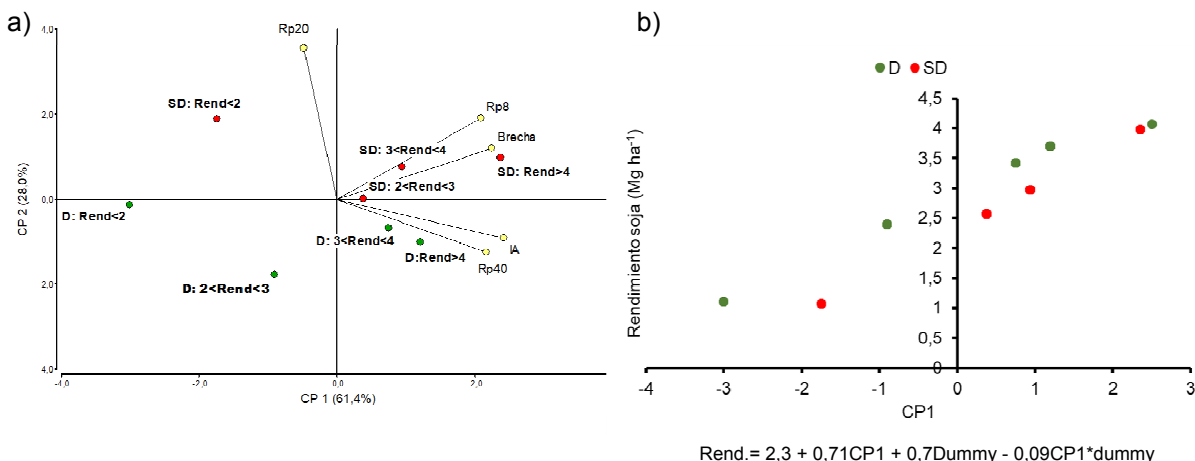 a)
4,0
Rp20
SD: Rend<2
2,0
Rp8
Brecha
SD: 3<Rend<4
SD: Rend>4
SD: 2<Rend<3
0,0
D: Rend<2
D: 3<Rend<4
IA
D:Rend>4
Rp40
D: 2<Rend<3
2,0
4,0
-4,0
-2,0
0,0
2,0
CP 1 (61,4%)
CP 2 (28.0%)
b)
D
SD
4,5
4
3,5
3
2,5
2
1,5
1
0,5
0
-4
-3
-2
-1
0
1
2
3
CP1
Rendimiento soja (Mg ha⁻¹)
Rend.= 2,3 + 0,71CP1 + 0,7Dummy - 0,09CP1*dummy